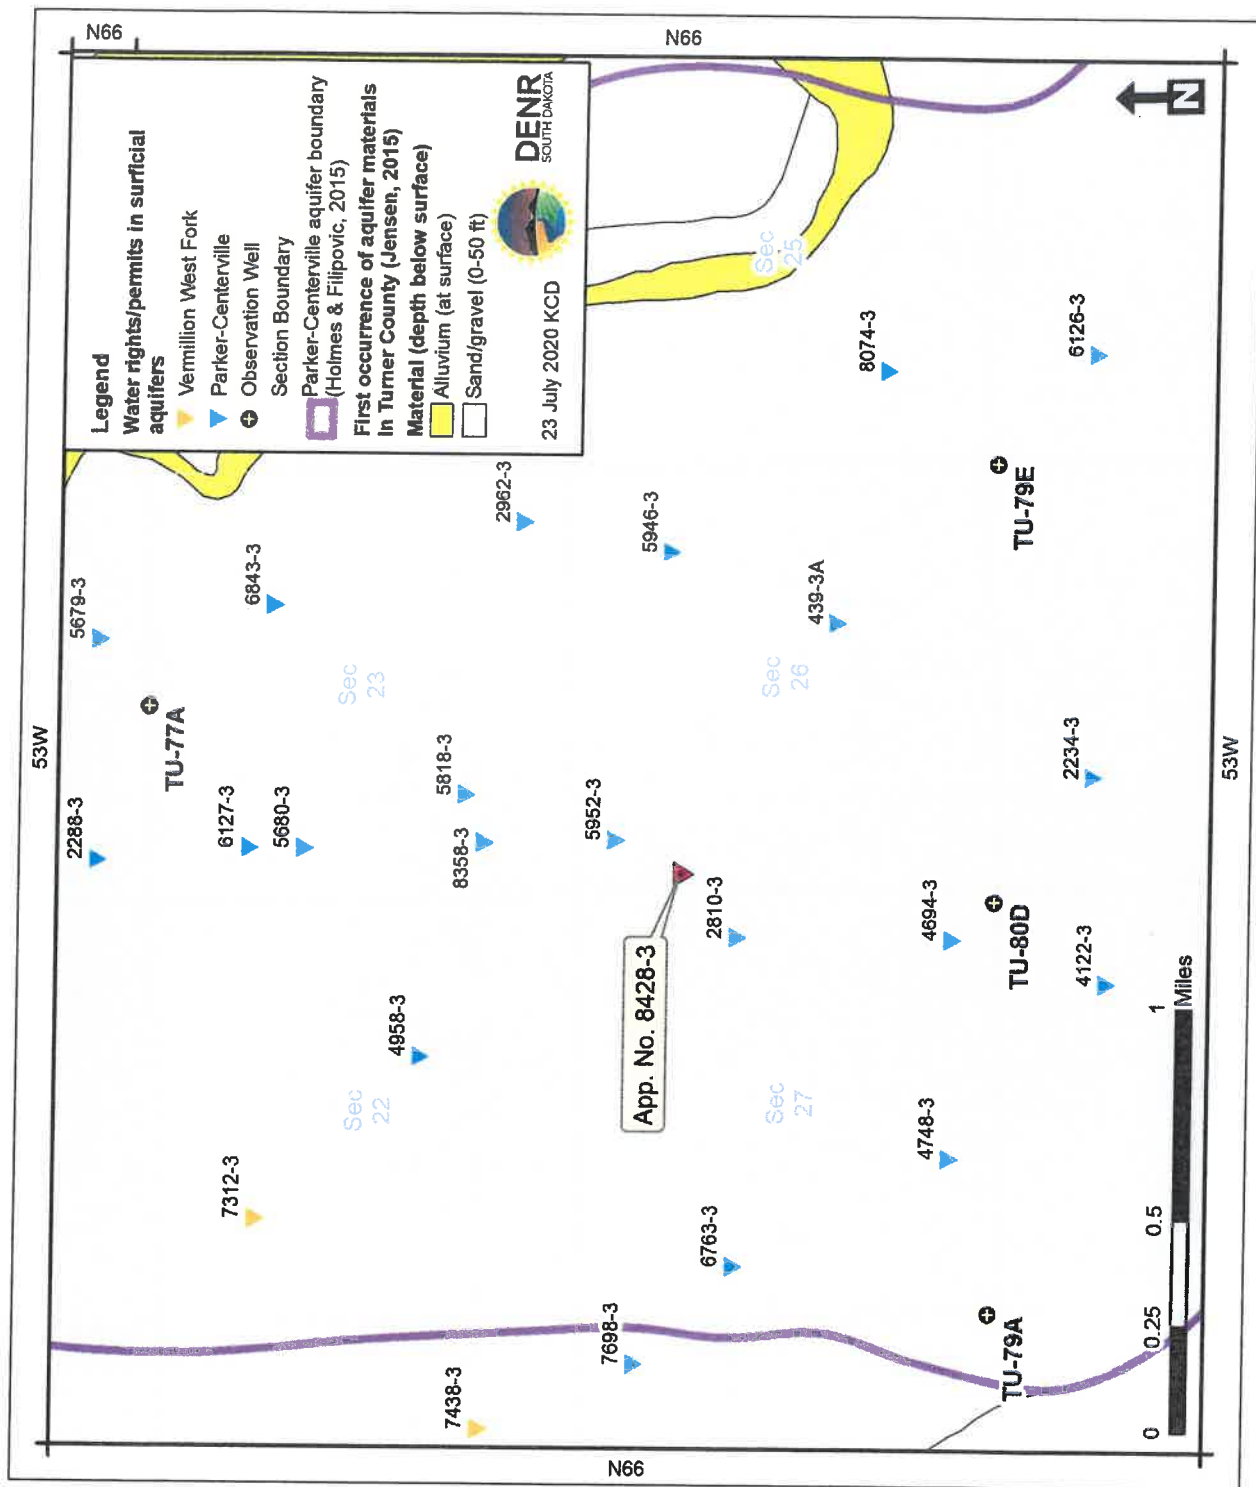 53W
99N
99N
99N
53W
Legend
Water rights/permits in surficial
aquifers
Vermillion West Fork
Parker-Centerville
Observation Well
Section Boundary
Parker-Centerville aquifer boundary
(Holmes & Filipovic, 2015)
First occurrence of aquifer materials
In Turner County (Jensen, 2015)
Material (depth below surface)
Alluvium (at surface)
Sand/gravel (0-50 ft)
23 July 2020 KCD
DENR
SOUTH DAKOTA
2288-3
5679-3
TU-77A
7312-3
6127-3
6843-3
5680-3
Sec
22
Sec
23
4958-3
7438-3
5818-3
8358-3
2962-3
7698-3
5952-3
App. No. 8428-3
5946-3
6763-3
2810-3
Sec
27
Sec
26
Sec
25
439-3A
8074-3
4748-3
4694-3
TU-79A
TU-80D
TU-79E
4122-3
2234-3
6126-3
0
0.25
0.5
1
Miles
N